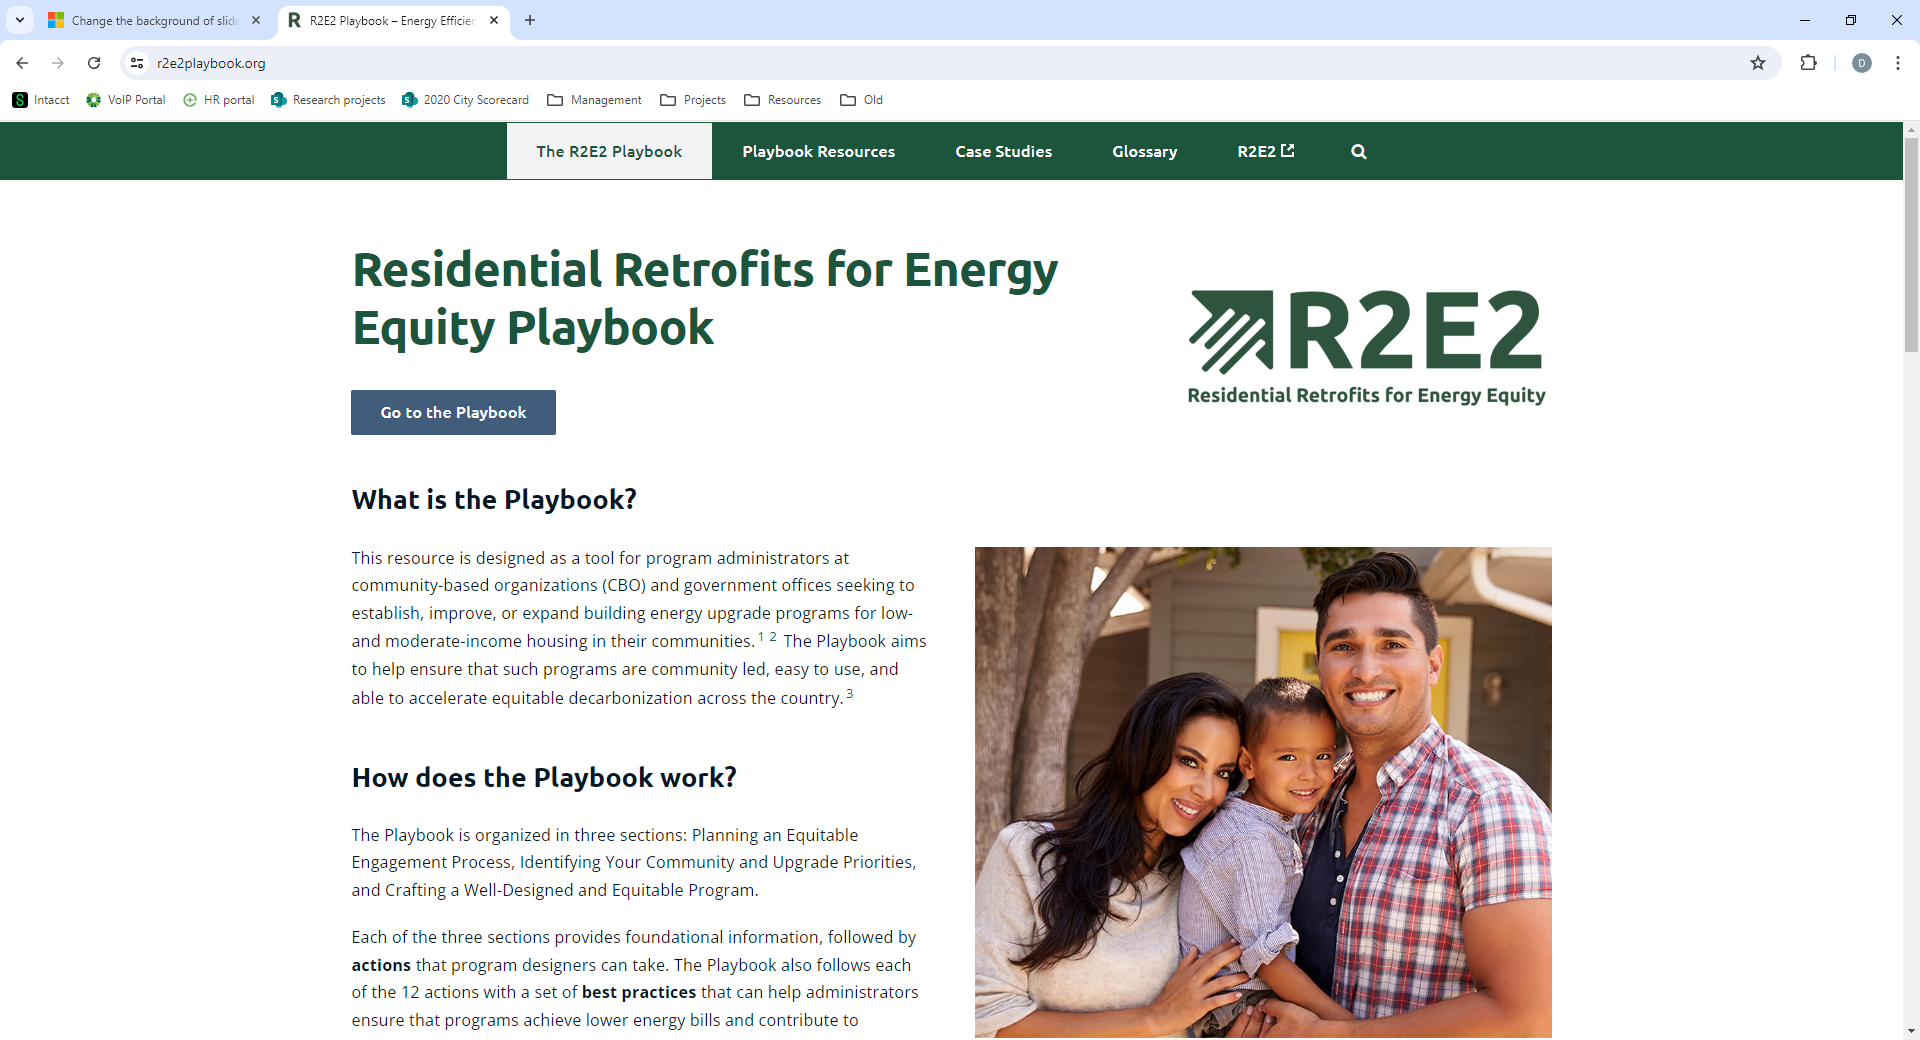 Change the background of slide
R2E2 Playbook – Energy Efficien
r2e2playbook.org
D
Intacct
VoIP Portal
HR portal
Research projects
2020 City Scorecard
Management
Projects
Resources
Old
The R2E2 Playbook
Playbook Resources
Case Studies
Glossary
R2E2
Residential Retrofits for Energy
Equity Playbook
R2E2
Residential Retrofits for Energy Equity
Go to the Playbook
What is the Playbook?
This resource is designed as a tool for program administrators at
community-based organizations (CBO) and government offices seeking to
establish, improve, or expand building energy upgrade programs for low-
and moderate-income housing in their communities. 1 2 The Playbook aims
to help ensure that such programs are community led, easy to use, and
able to accelerate equitable decarbonization across the country. 3
How does the Playbook work?
The Playbook is organized in three sections: Planning an Equitable
Engagement Process, Identifying Your Community and Upgrade Priorities,
and Crafting a Well-Designed and Equitable Program.
Each of the three sections provides foundational information, followed by
actions that program designers can take. The Playbook also follows each
of the 12 actions with a set of best practices that can help administrators
ensure that programs achieve lower energy bills and contribute to